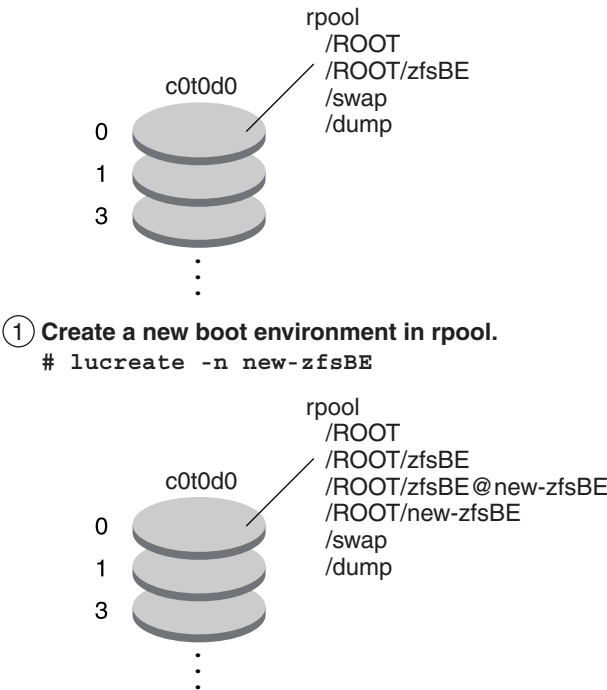 rpool
/ROOT
/ROOT/zfsBE
/swap
/dump
c0t0d0
0
1
3
1 Create a new boot environment in rpool.
# lucreate -n new-zfsBE
rpool
/ROOT
/ROOT/zfsBE
/ROOT/zfsBE@new-zfsBE
/ROOT/new-zfsBE
/swap
/dump
c0t0d0
0
1
3